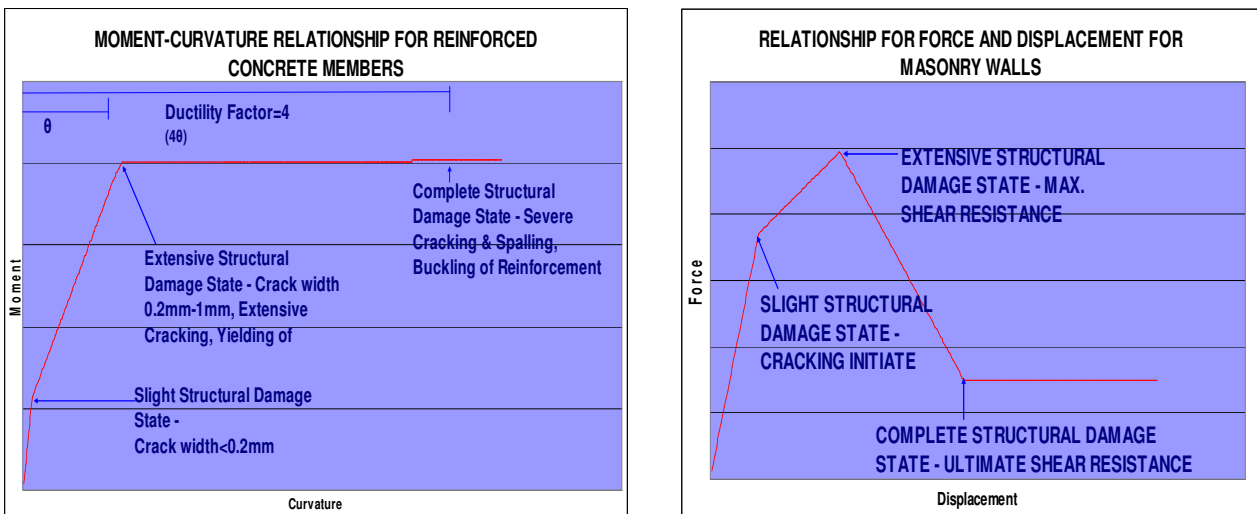 MOMENT-CURVATURE RELATIONSHIP FOR REINFORCED
CONCRETE MEMBERS
θ
Ductility Factor=4
(4θ)
Complete Structural
Damage State - Severe
Cracking & Spalling,
Buckling of Reinforcement
Extensive Structural
Damage State - Crack width
0.2mm-1mm, Extensive
Cracking, Yielding of
Slight Structural Damage
State -
Crack width<0.2mm
Moment
Curvature
RELATIONSHIP FOR FORCE AND DISPLACEMENT FOR
MASONRY WALLS
EXTENSIVE STRUCTURAL
DAMAGE STATE - MAX.
SHEAR RESISTANCE
SLIGHT STRUCTURAL
DAMAGE STATE -
CRACKING INITIATE
COMPLETE STRUCTURAL DAMAGE
STATE - ULTIMATE SHEAR RESISTANCE
Force
Displacement